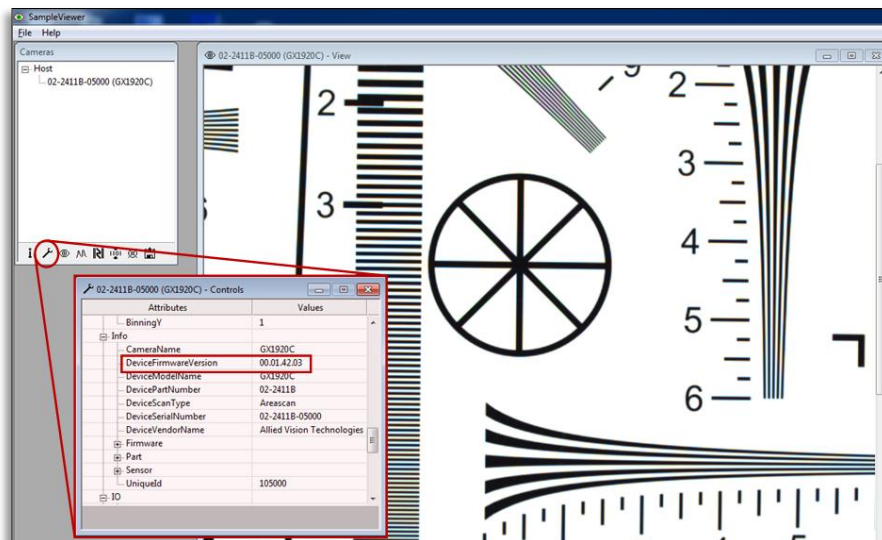 SampleViewer
File Help
Cameras
Host
02-2411B-05000 (GX1920C)
02-2411B-05000 (GX1920C) - View
2
3
9
2
3
4
5
6
02-2411B-05000 (GX1920C) - Controls
Attributes Values
BinningY 1
Info
CameraName GX1920C
DeviceFirmwareVersion 00.01.42.03
DeviceModelName GX1920C
DevicePartNumber 02-2411B
DeviceScanType Areascan
DeviceSerialNumber 02-2411B-05000
DeviceVendorName Allied Vision Technologies
Firmware
Part
Sensor
UniqueId 105000
IO